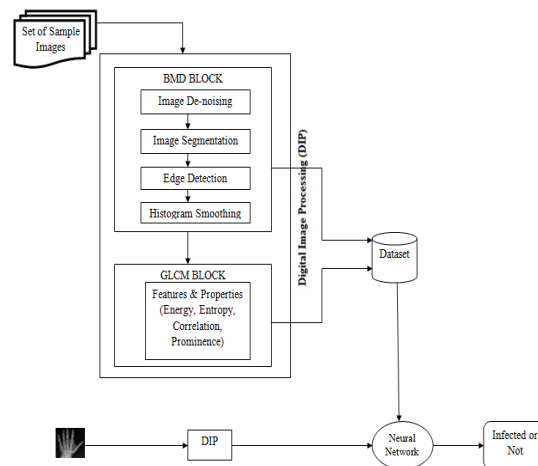 Set of Sample
Images
BMD BLOCK
Image De-noising
Image Segmentation
Edge Detection
Histogram Smoothing
Digital Image Processing (DIP)
GLCM BLOCK
Features & Properties
(Energy, Entropy,
Correlation,
Prominence)
Dataset
DIP
Neural
Network
Infected or
Not